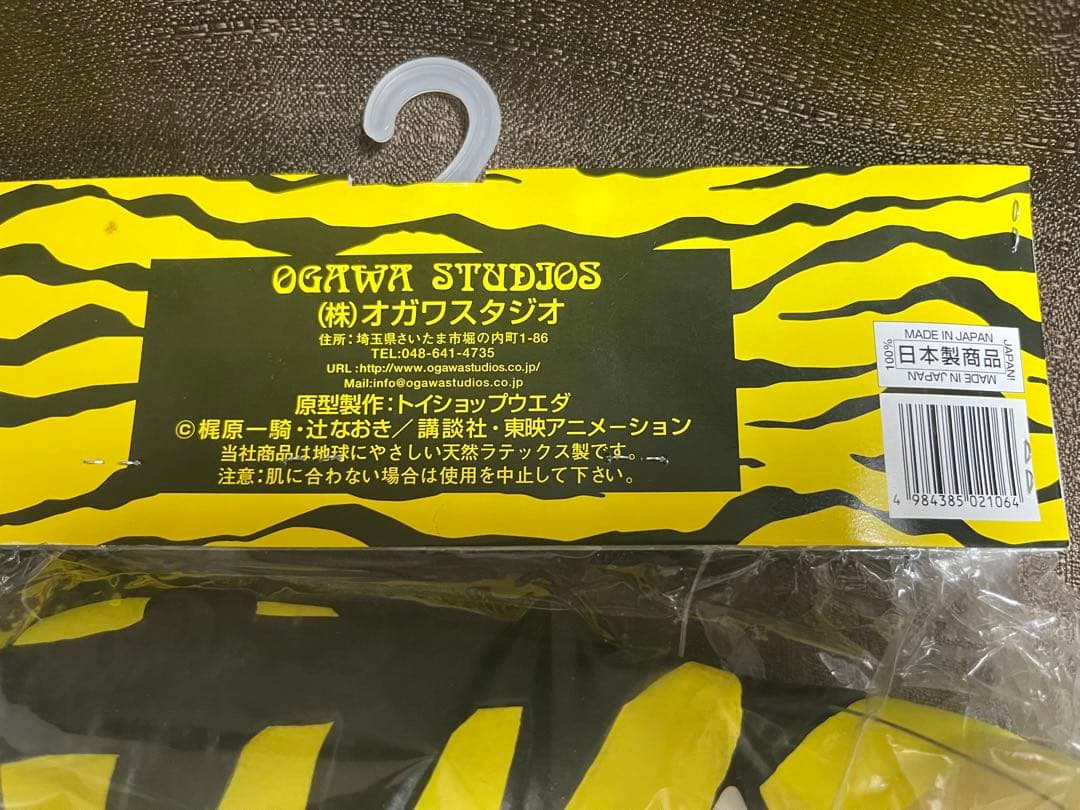 OGAWA STUDIOS
(株)オガワスタジオ
住所：埼玉県さいたま市堀の内町1-86
TEL:048-641-4735
URL:http://www.ogawastudios.co.jp/
Mail:info@ogawastudios.co.jp
原型製作：トイショップウエダ
©梶原一騎・辻なおき／講談社・東映アニメーション
当社商品は地球にやさしい天然ラテックス製です。
注意：肌に合わない場合は使用を中止して下さい。
MADE IN JAPAN
100%
日本製商品
JAPAN!
MADE IN JAPAN
4 984385 021064